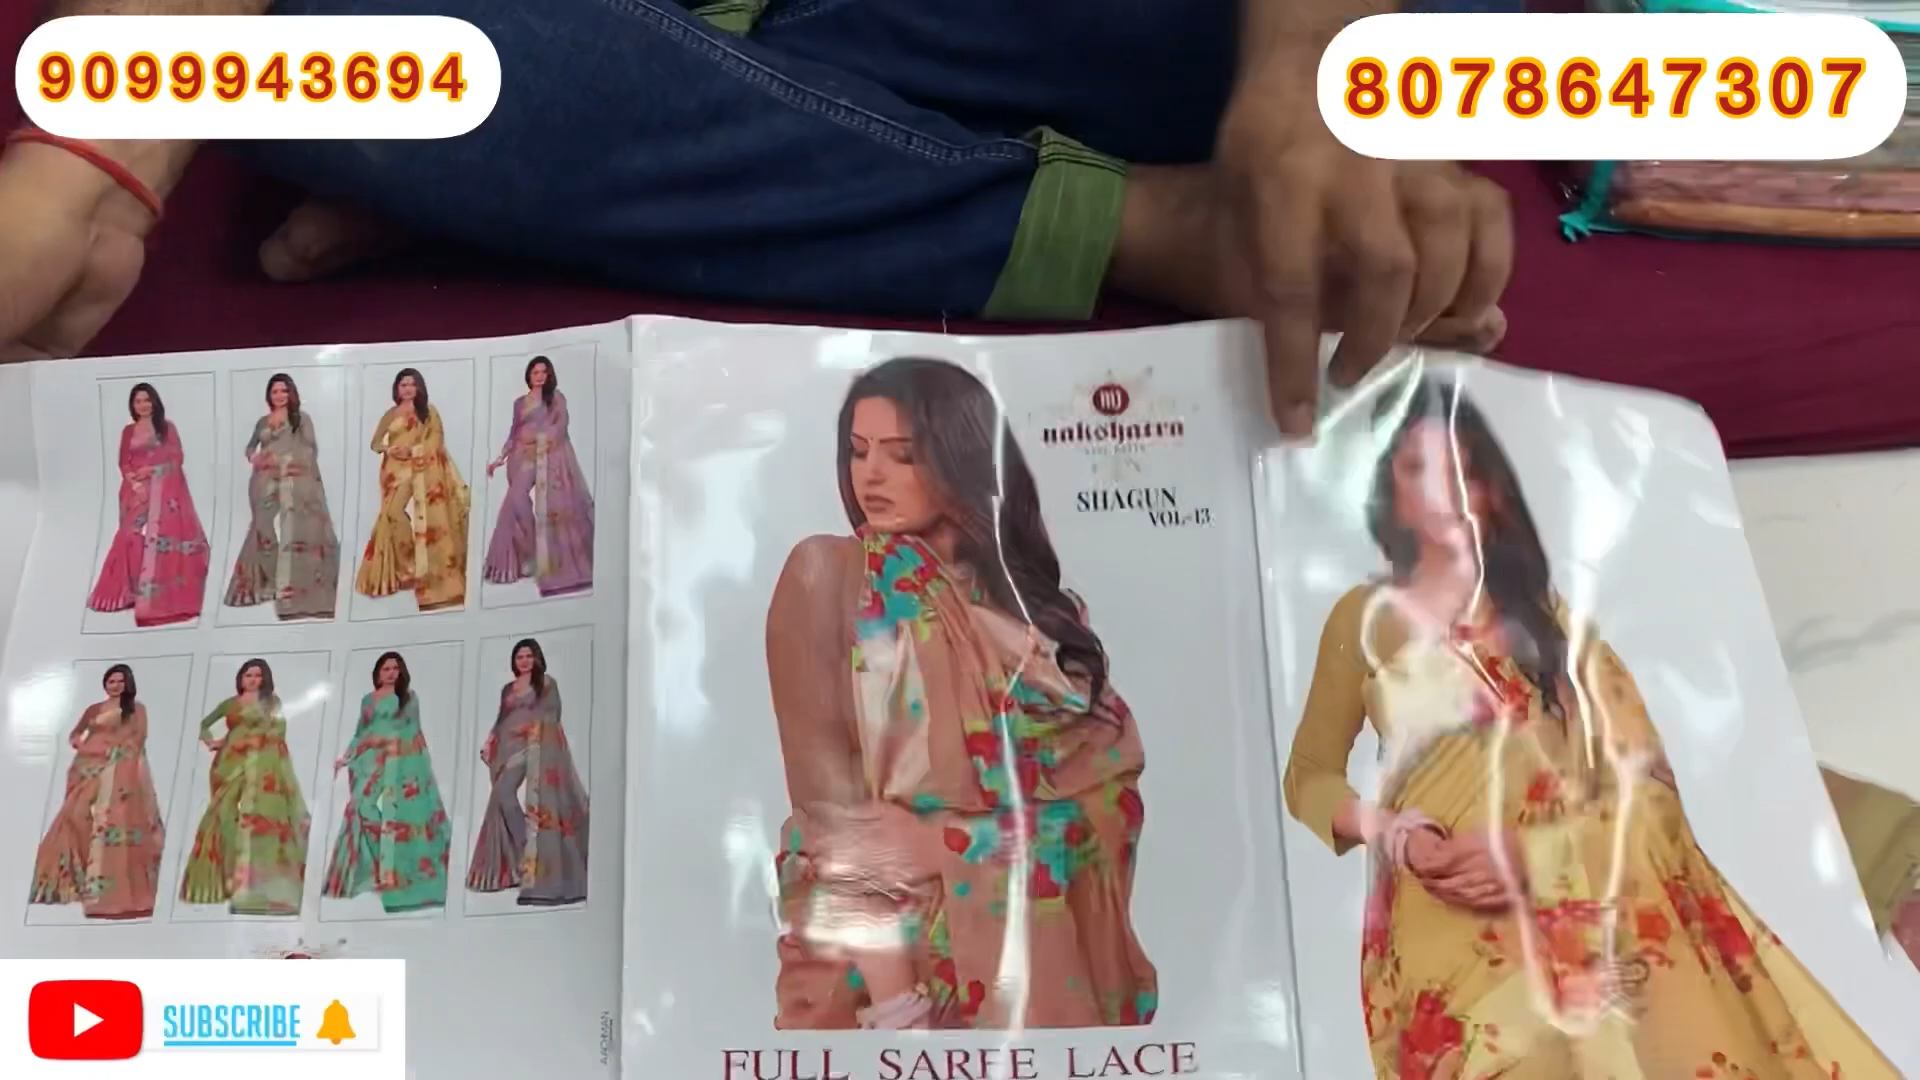 9099943694
8078647307
nakshatra
SHAGUN
VOL-13
FULL SAREE LACE
SUBSCRIBE